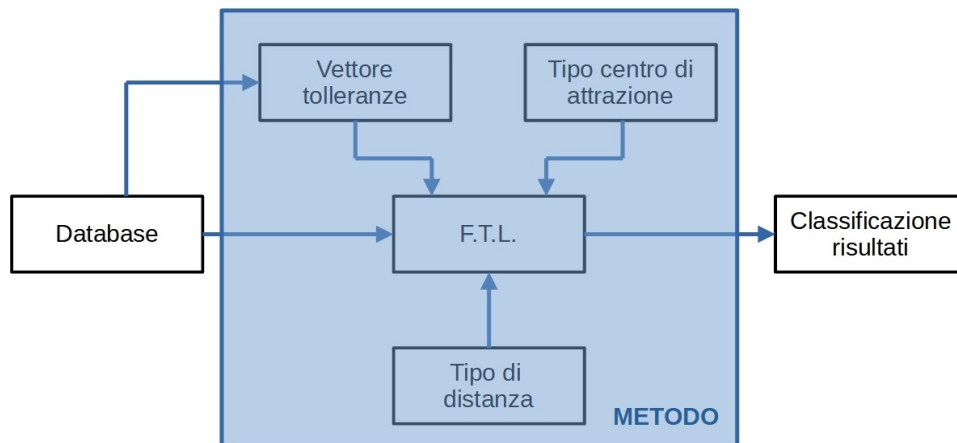 Vettore
tolleranze
Tipo centro di
attrazione
Database
F.T.L.
Classificazione
risultati
Tipo di
distanza
METODO